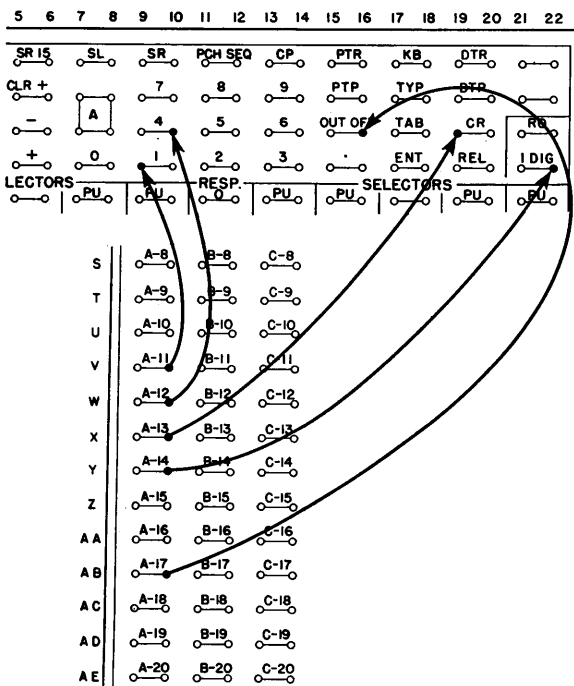 5 6 7 8 9 10 11 12 13 14 15 16 17 18 19 20 21 22
SR 15 SL SR PCH SEQ CP PTR KB DTR
CLR + 7 8 9 PTP TYP DTP
- A 4 5 6 OUT OF TAB CR RO
+ 0 1 2 3 . ENT REL 1 DIG
LECTORS RESP. SELECTORS
PU PU 0 PU PU PU PU
S A-8 B-8 C-8
T A-9 B-9 C-9
U A-10 B-10 C-10
V A-11 B-11 C-11
W A-12 B-12 C-12
X A-13 B-13 C-13
Y A-14 B-14 C-14
Z A-15 B-15 C-15
AA A-16 B-16 C-16
AB A-17 B-17 C-17
AC A-18 B-18 C-18
AD A-19 B-19 C-19
AE A-20 B-20 C-20